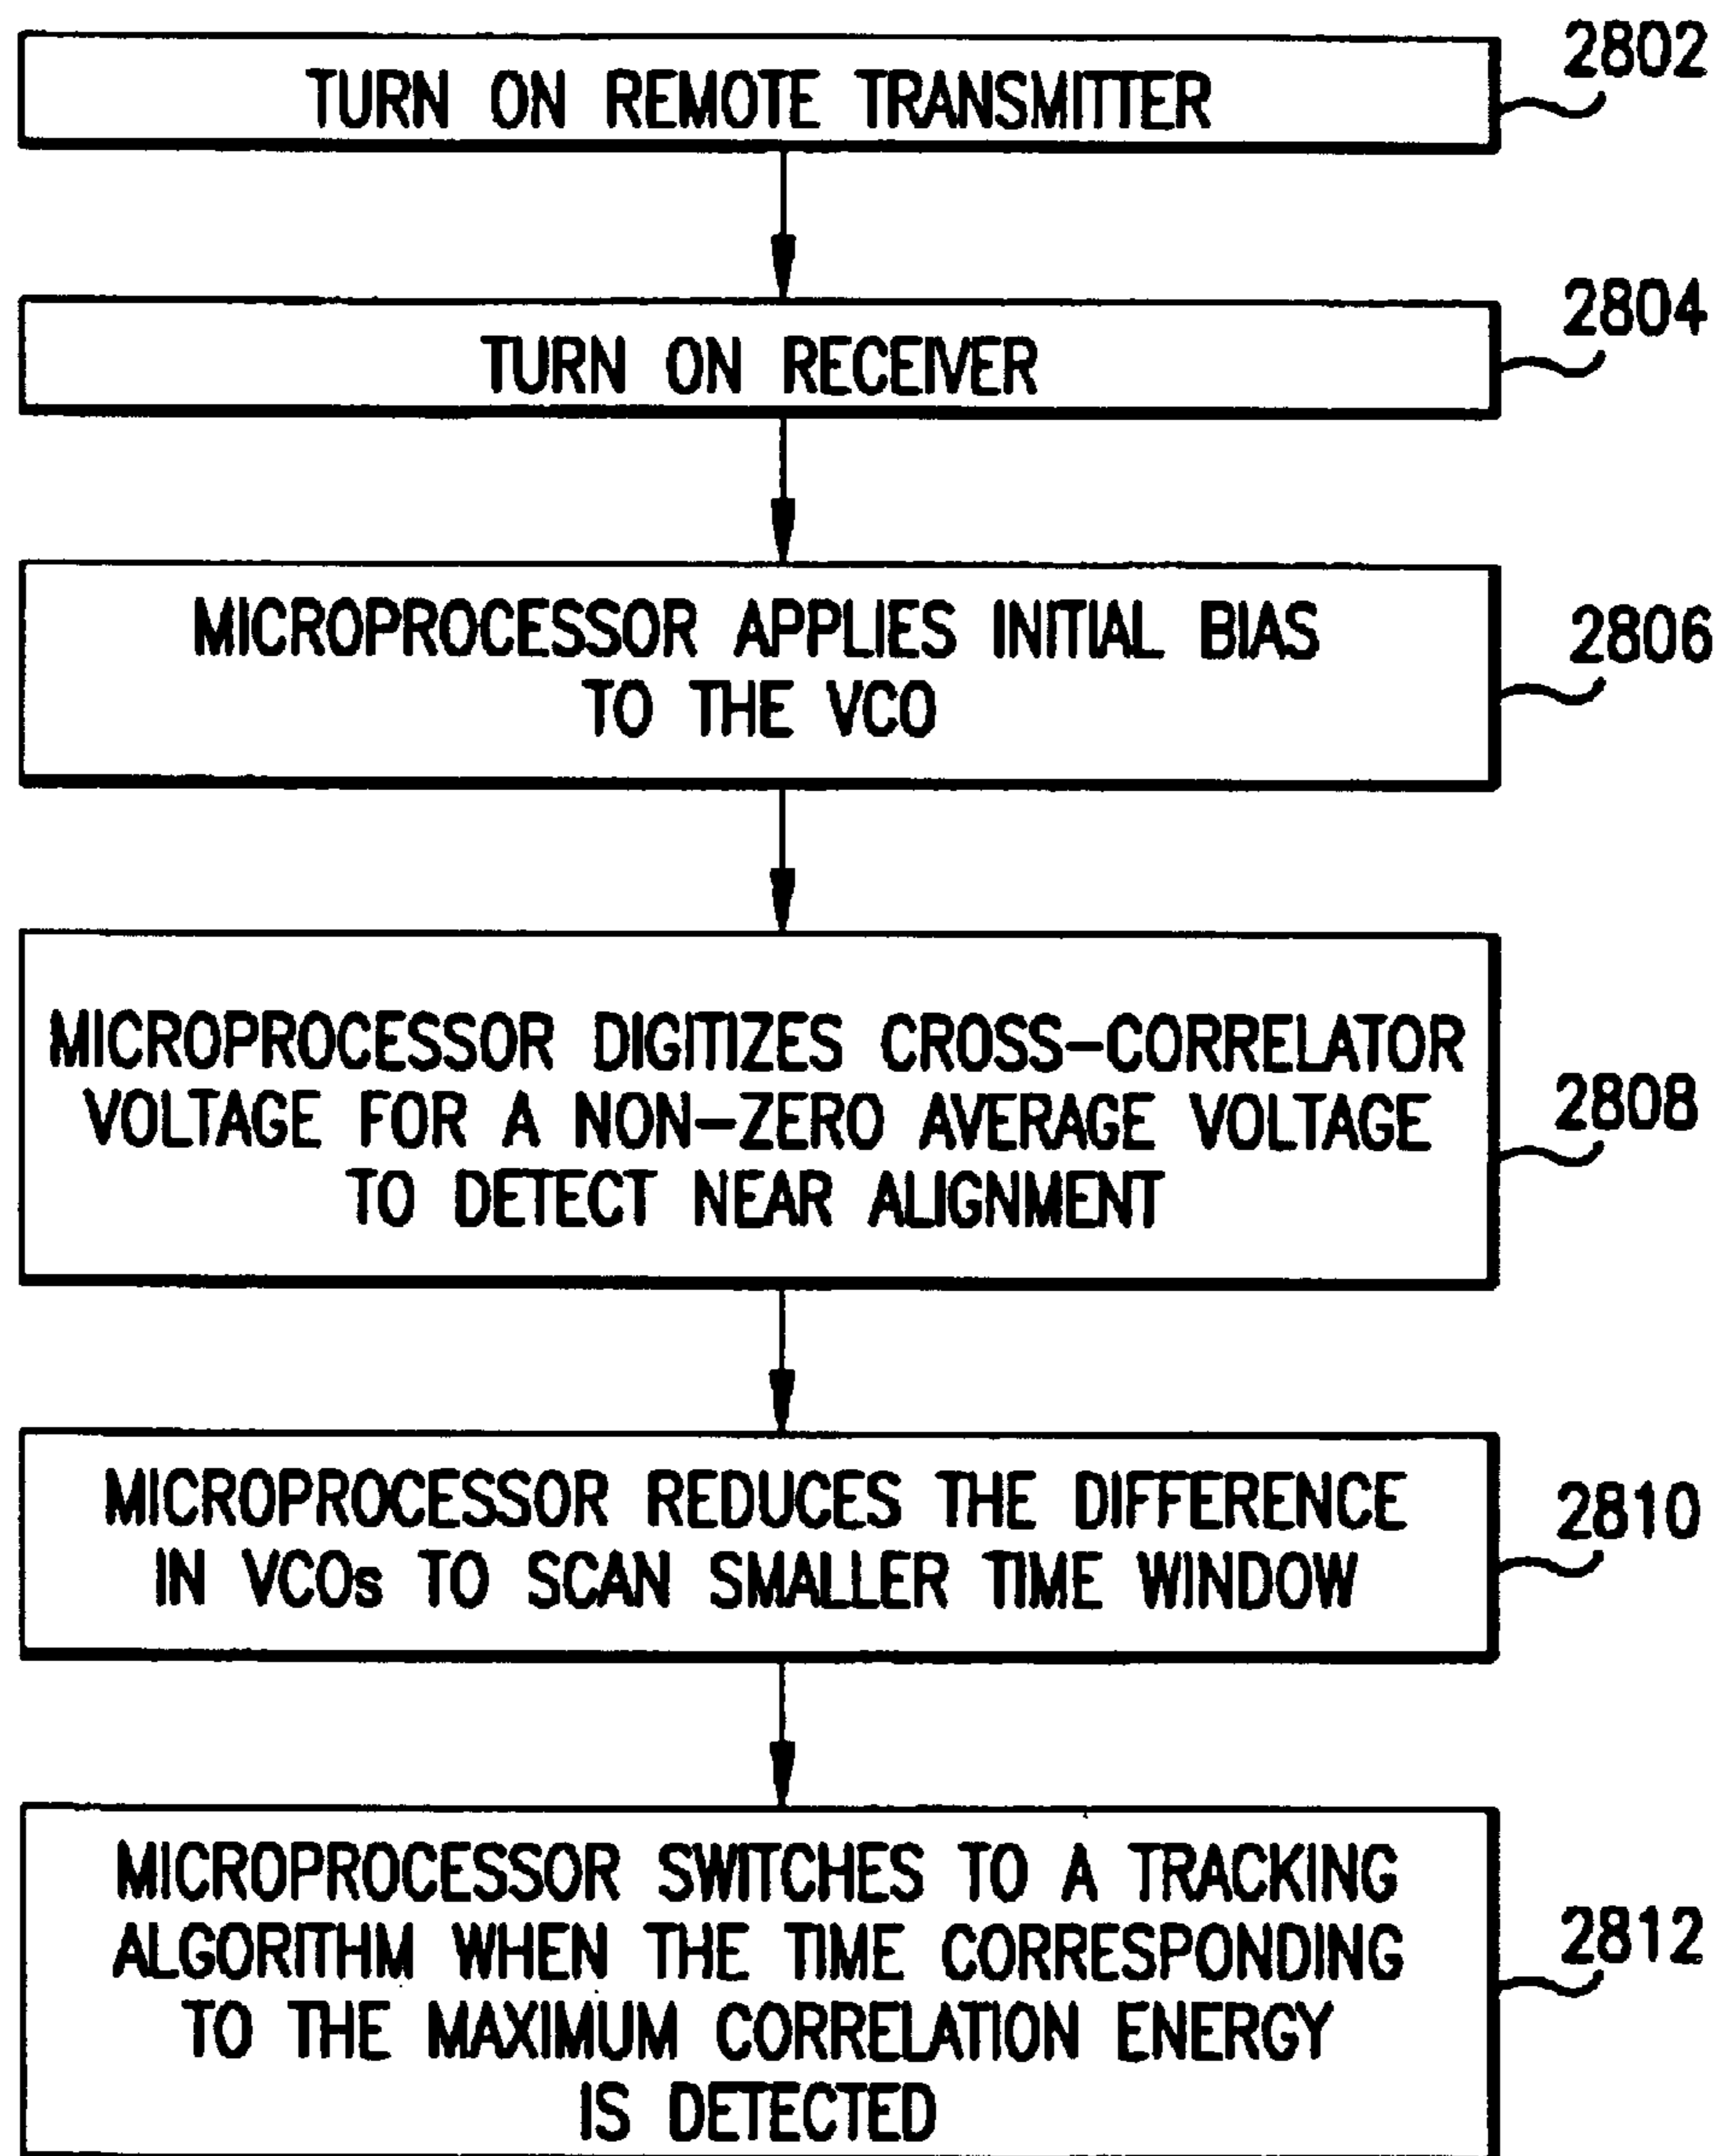 2802
TURN ON REMOTE TRANSMITTER
2804
TURN ON RECEIVER
MICROPROCESSOR APPLIES INITIAL BIAS
TO THE VCO
2806
MICROPROCESSOR DIGITIZES CROSS-CORRELATOR
VOLTAGE FOR A NON-ZERO AVERAGE VOLTAGE
TO DETECT NEAR ALIGNMENT
2808
MICROPROCESSOR REDUCES THE DIFFERENCE
IN VCOs TO SCAN SMALLER TIME WINDOW
2810
MICROPROCESSOR SWITCHES TO A TRACKING
ALGORITHM WHEN THE TIME CORRESPONDING
TO THE MAXIMUM CORRELATION ENERGY
IS DETECTED
2812